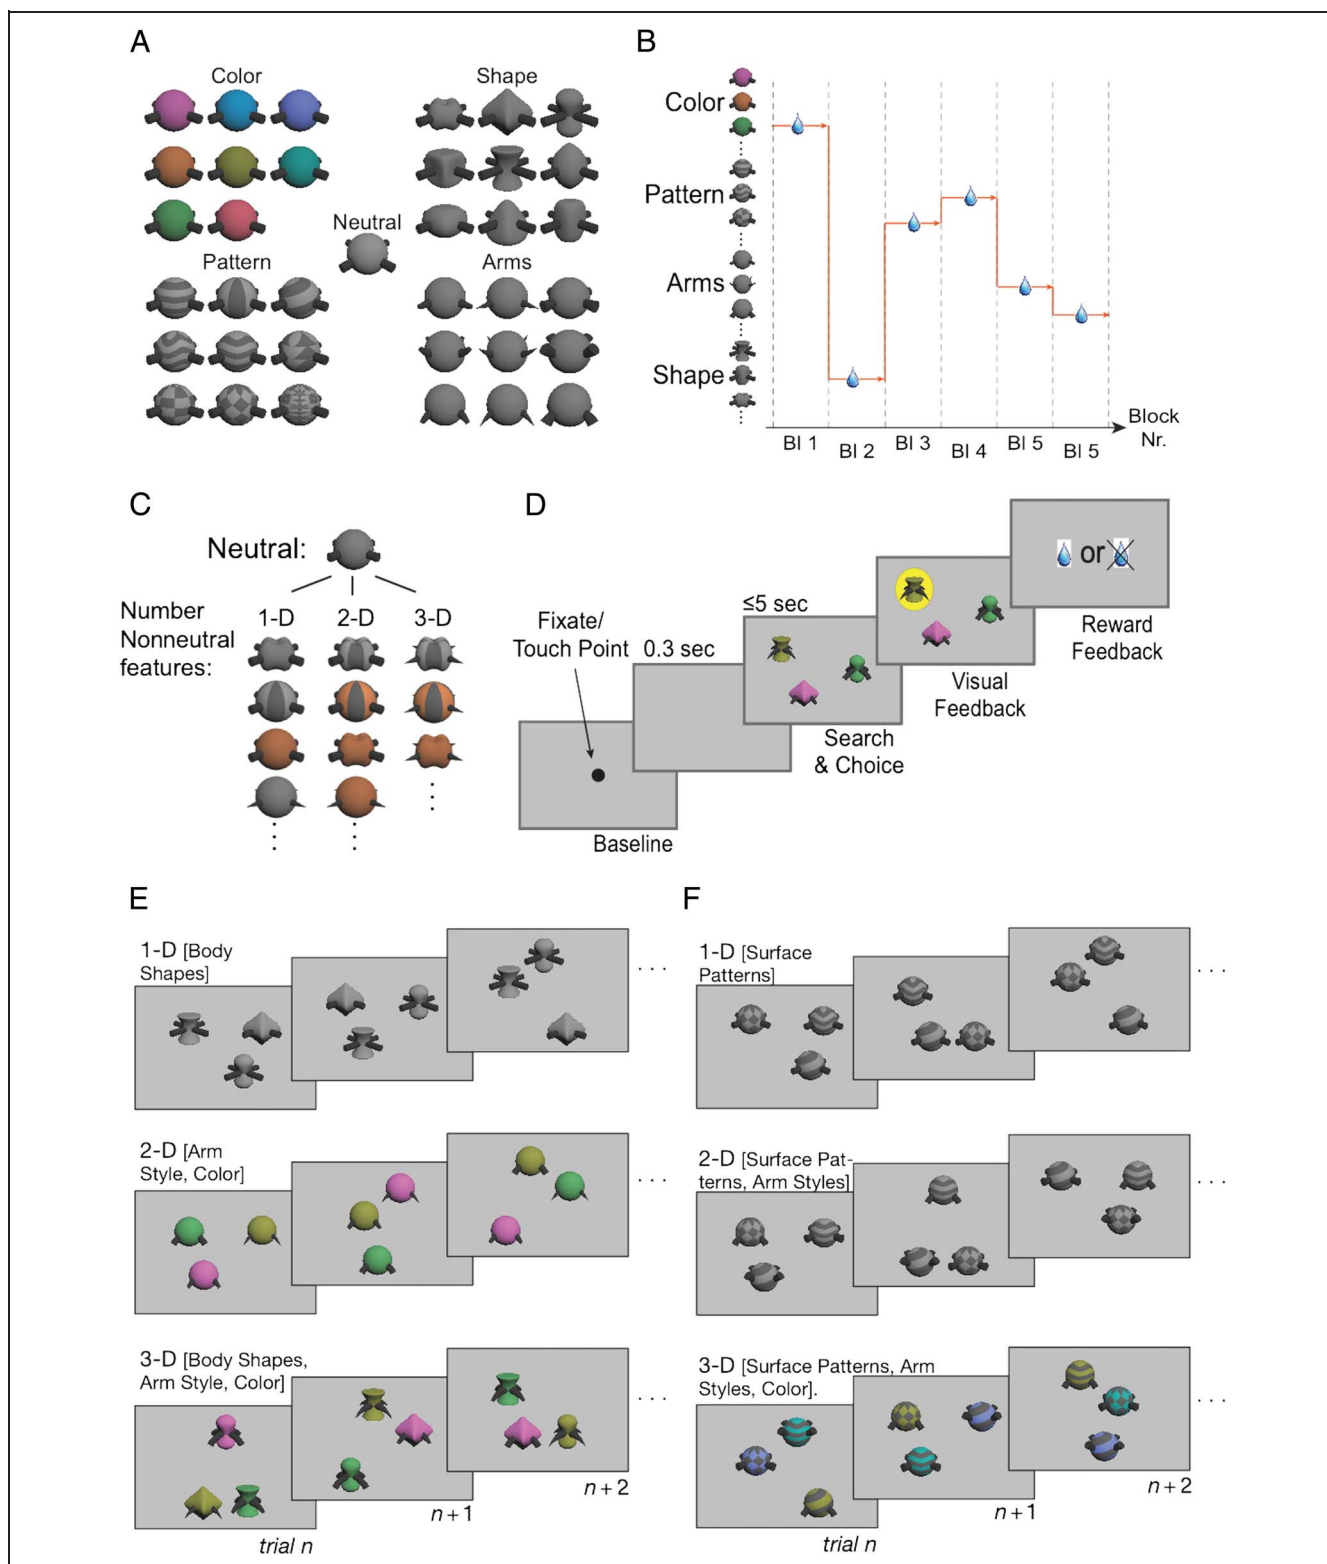 A
Color
Shape
Neutral
Pattern
Arms
B
Color
Pattern
Arms
Shape
Bl 1
Bl 2
Bl 3
Bl 4
Bl 5
Bl 5
Block
Nr.
C
Neutral:
Number
Nonneutral
features:
1-D
2-D
3-D
D
Fixate/
Touch Point
0.3 sec
≤5 sec
or
Baseline
Search
& Choice
Visual
Feedback
Reward
Feedback
E
1-D [Body
Shapes]
. . .
2-D [Arm
Style, Color]
. . .
3-D [Body Shapes,
Arm Style, Color]
. . .
trial n
n + 1
n + 2
F
1-D [Surface
Patterns]
. . .
2-D [Surface Pat-
terns, Arm Styles]
. . .
3-D [Surface Patterns, Arm
Styles, Color].
. . .
trial n
n + 1
n + 2